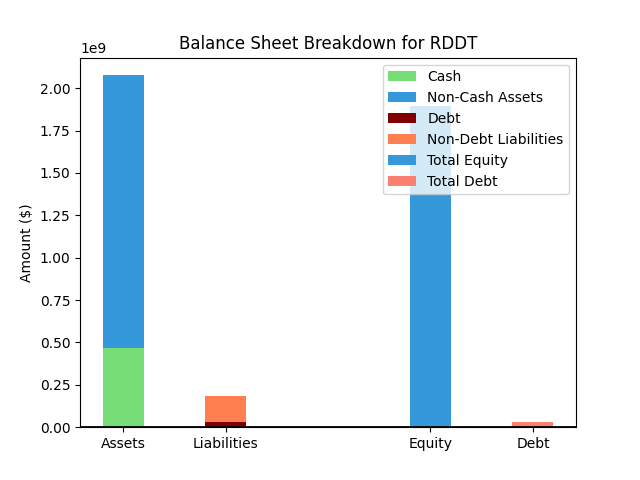 Balance Sheet Breakdown for RDDT
1e9
Cash
Non-Cash Assets
Debt
Non-Debt Liabilities
Total Equity
Total Debt
Amount ($)
2.00
1.75
1.50
1.25
1.00
0.75
0.50
0.25
0.00
Assets
Liabilities
Equity
Debt